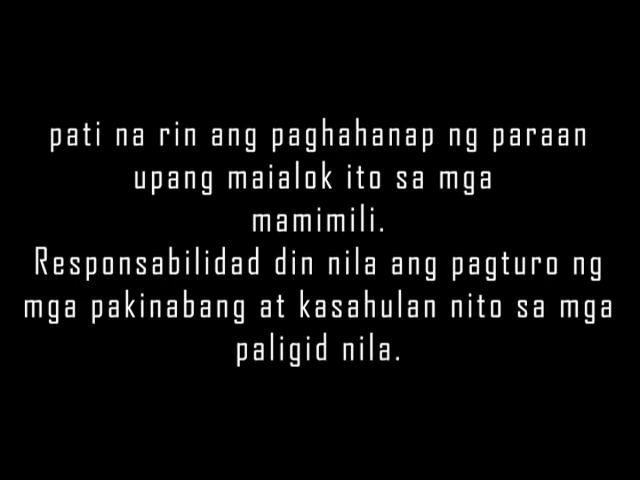 pati na rin ang paghahanap ng paraan
upang maialok ito sa mga
mamimili.
Responsabilidad din nila ang pagturo ng
mga pakinabang at kasahulan nito sa mga
paligid nila.